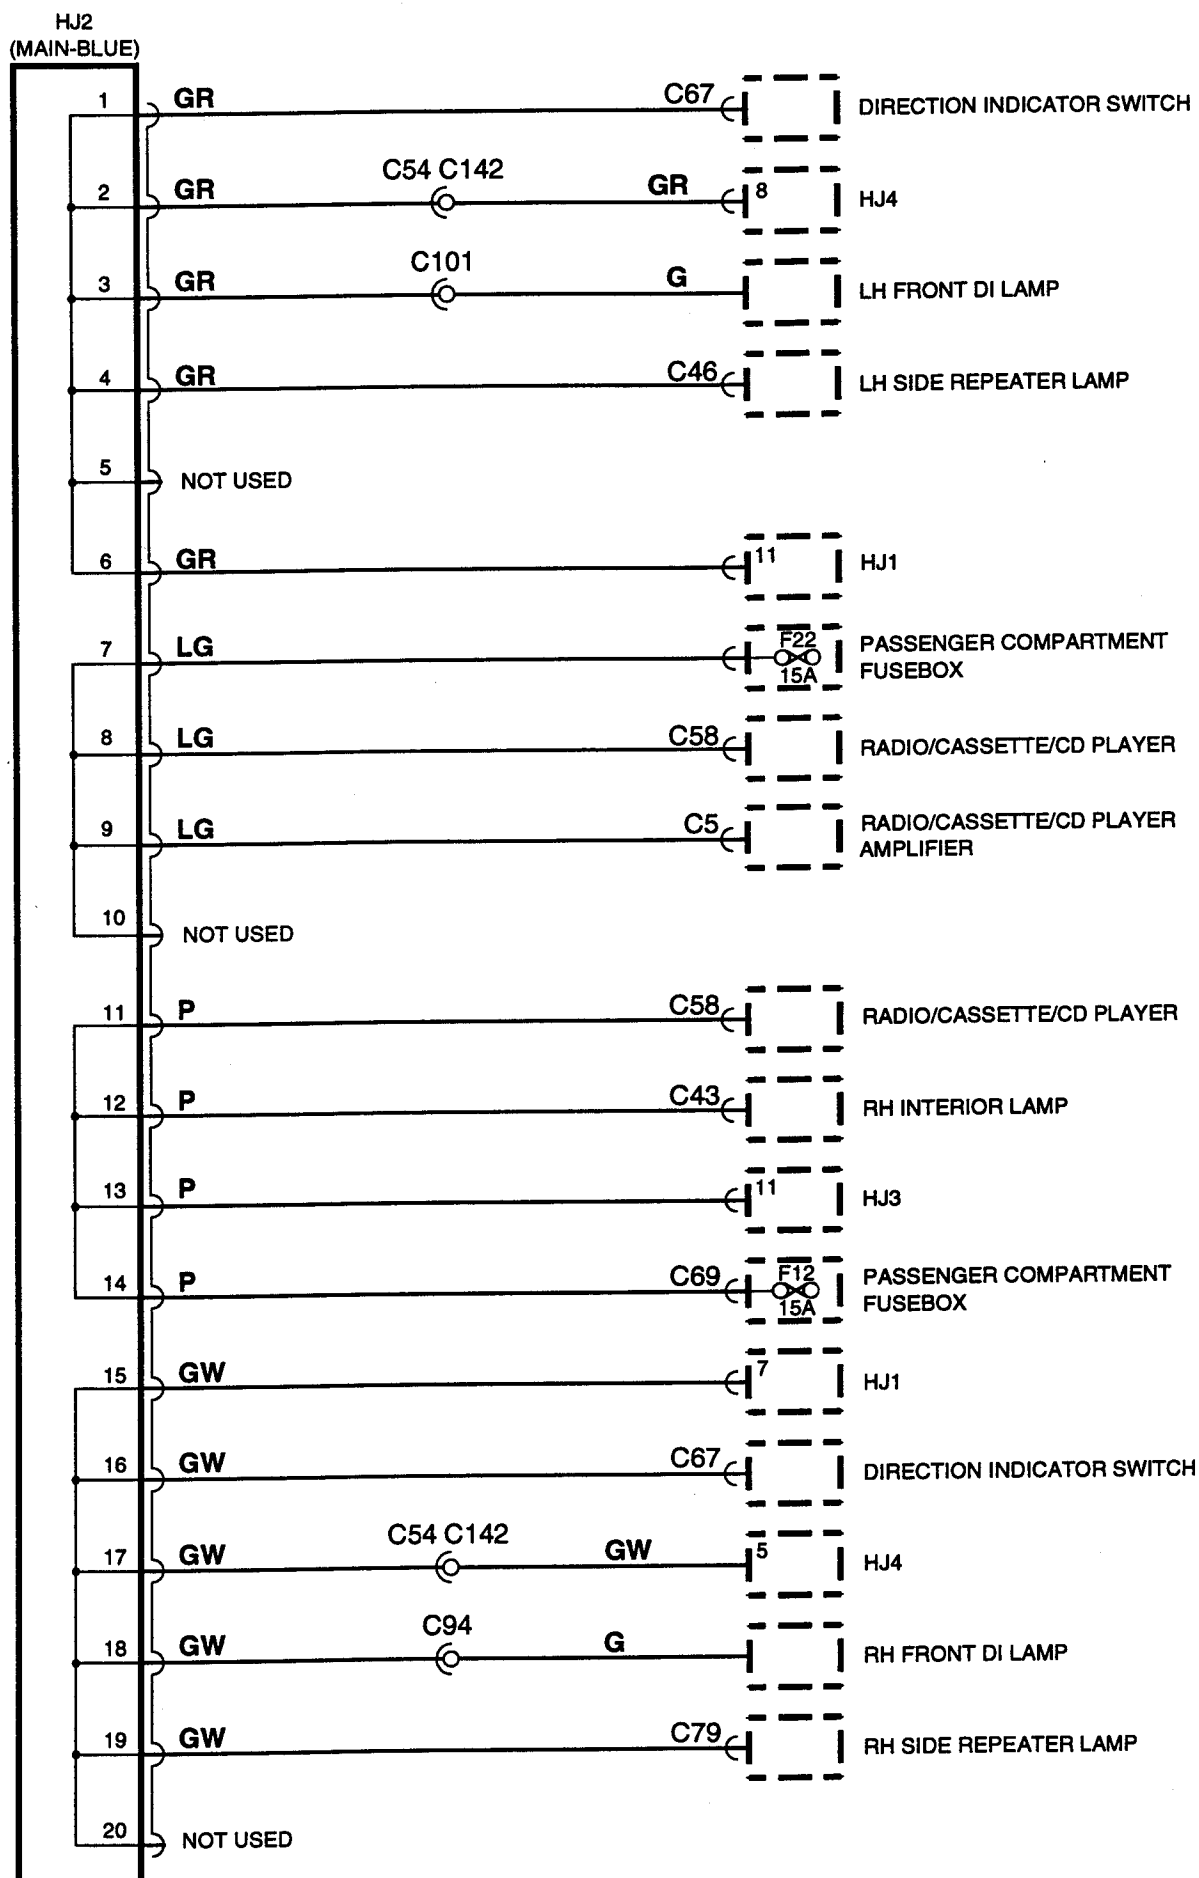 HJ2
(MAIN-BLUE)
1 GR C67 DIRECTION INDICATOR SWITCH
C54 C142
2 GR GR 8 HJ4
C101
3 GR G LH FRONT DI LAMP
4 GR C46 LH SIDE REPEATER LAMP
5 NOT USED
6 GR 11 HJ1
7 LG F22 PASSENGER COMPARTMENT
15A FUSEBOX
8 LG C58 RADIO/CASSETTE/CD PLAYER
9 LG C5 RADIO/CASSETTE/CD PLAYER
AMPLIFIER
10 NOT USED
11 P C58 RADIO/CASSETTE/CD PLAYER
12 P C43 RH INTERIOR LAMP
13 P 11 HJ3
14 P C69 F12 PASSENGER COMPARTMENT
15A FUSEBOX
15 GW 7 HJ1
16 GW C67 DIRECTION INDICATOR SWITCH
C54 C142
17 GW GW 5 HJ4
C94
18 GW G RH FRONT DI LAMP
19 GW C79 RH SIDE REPEATER LAMP
20 NOT USED